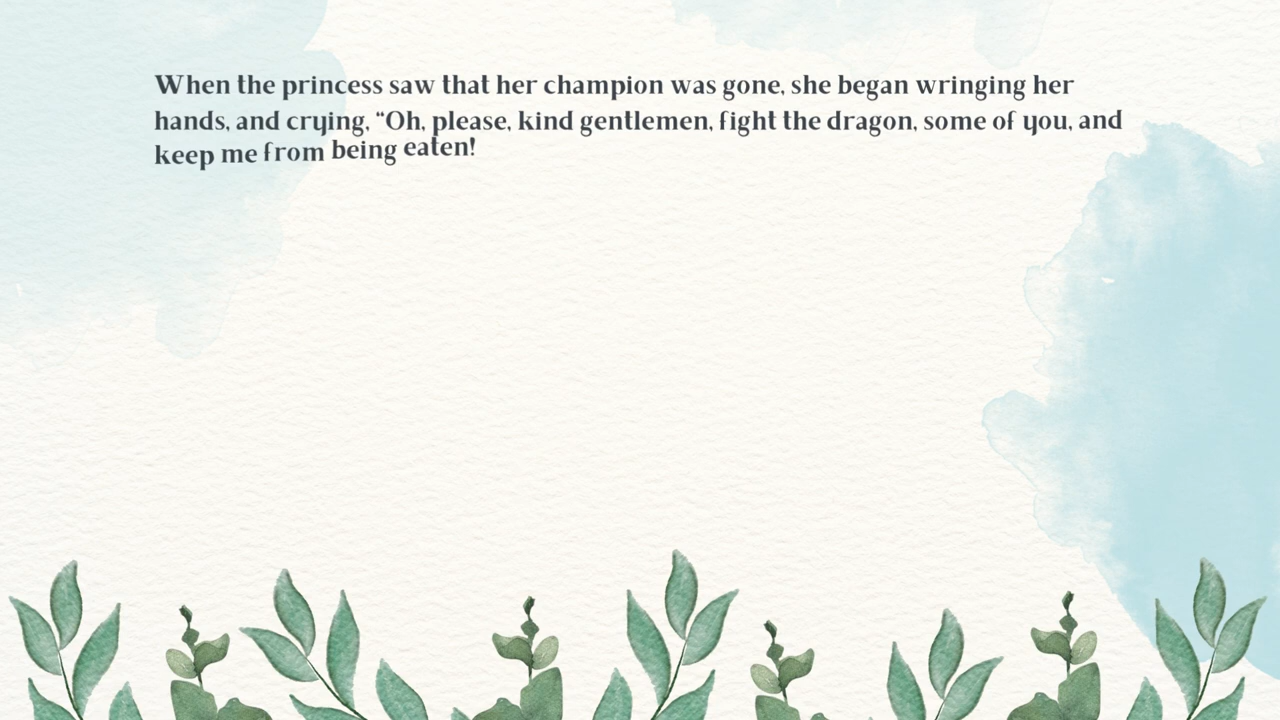 When the princess saw that her champion was gone, she began wringing her
hands, and crying, “Oh, please, kind gentlemen, fight the dragon, some of you, and
keep me from being eaten!